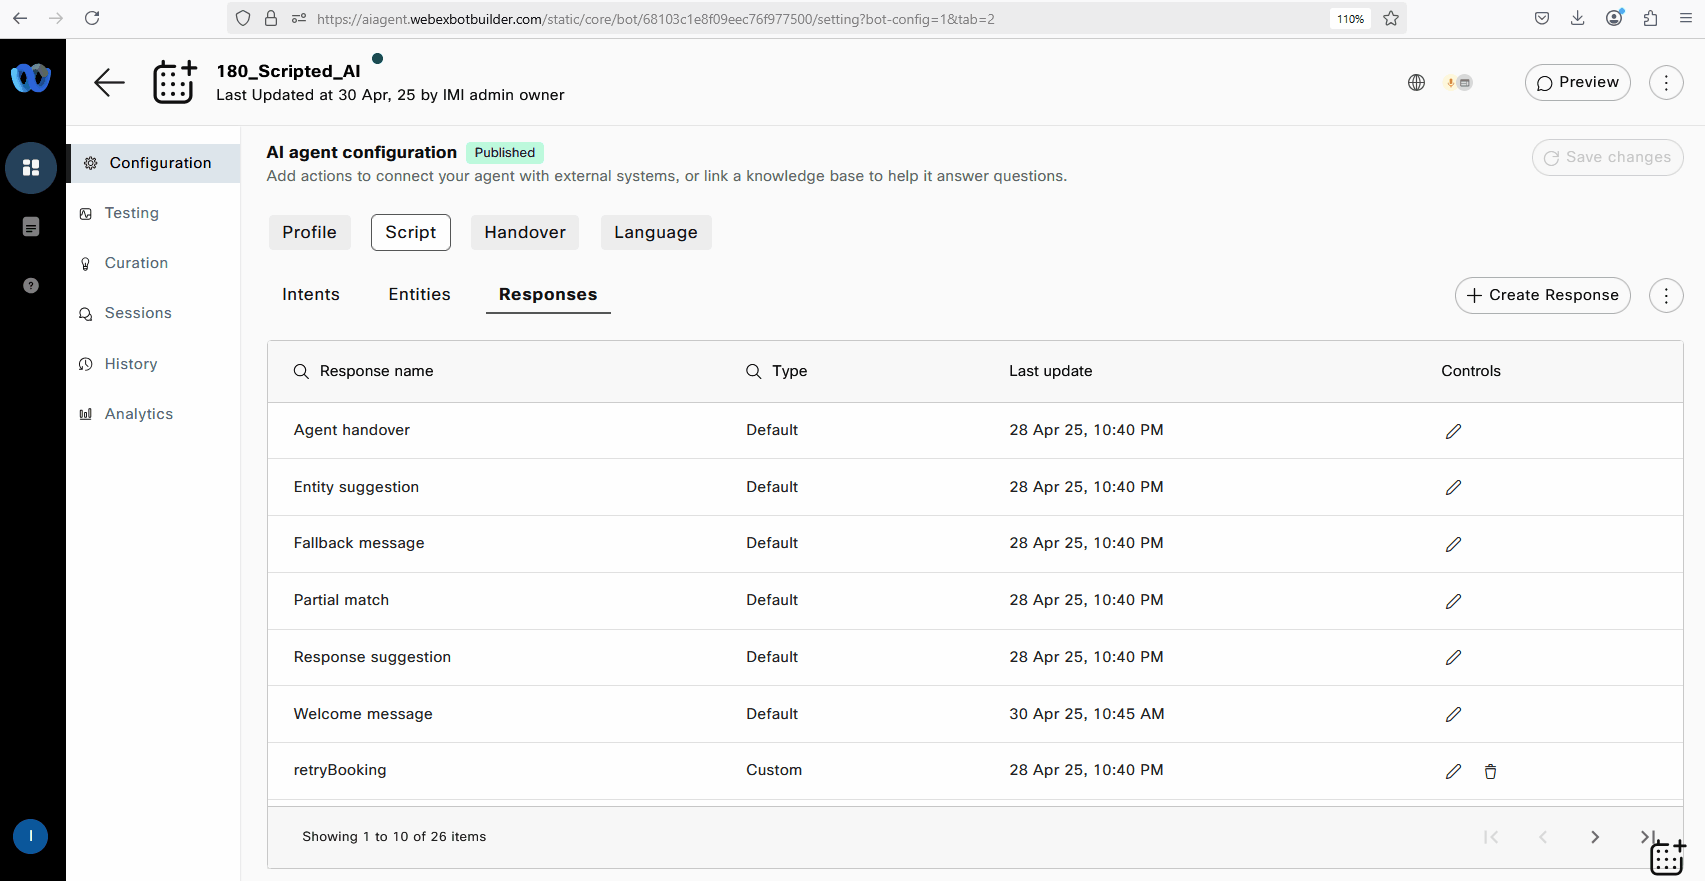 https://aiagent.webexbotbuilder.com/static/core/bot/68103c1e8f09eec76f977500/setting?bot-config=1&tab=2
110%
180_Scripted_AI
Last Updated at 30 Apr, 25 by IMI admin owner
Preview
Configuration
Testing
Curation
Sessions
History
Analytics
AI agent configuration Published
Add actions to connect your agent with external systems, or link a knowledge base to help it answer questions.
Save changes
Profile Script Handover Language
Intents Entities Responses
Create Response
Response name Type Last update Controls
Agent handover Default 28 Apr 25, 10:40 PM
Entity suggestion Default 28 Apr 25, 10:40 PM
Fallback message Default 28 Apr 25, 10:40 PM
Partial match Default 28 Apr 25, 10:40 PM
Response suggestion Default 28 Apr 25, 10:40 PM
Welcome message Default 30 Apr 25, 10:45 AM
retryBooking Custom 28 Apr 25, 10:40 PM
Showing 1 to 10 of 26 items
I